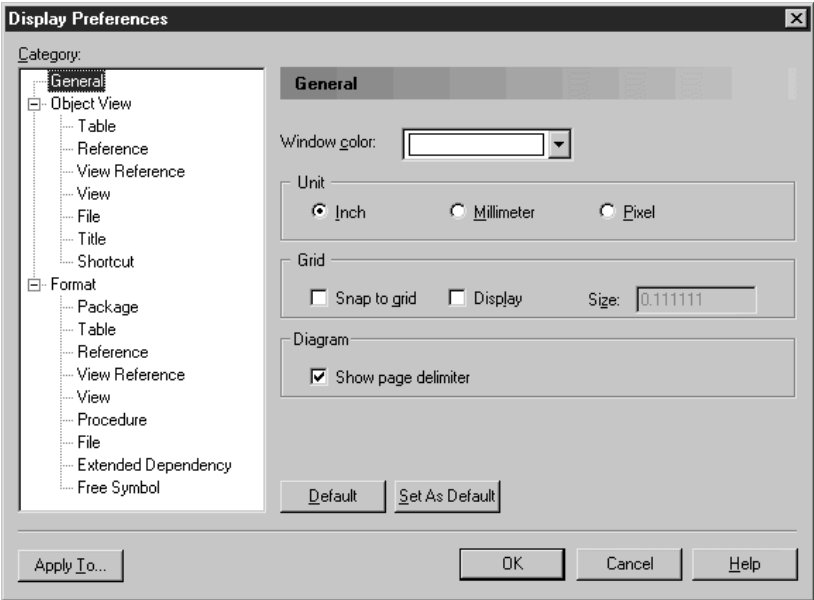 Display Preferences
Category:
General
Object View
Table
Reference
View Reference
View
File
Title
Shortcut
Format
Package
Table
Reference
View Reference
View
Procedure
File
Extended Dependency
Free Symbol
General
Window color:
Unit
Inch Millimeter Pixel
Grid
Snap to grid Display Size: 0.111111
Diagram
Show page delimiter
Default Set As Default
Apply To... OK Cancel Help